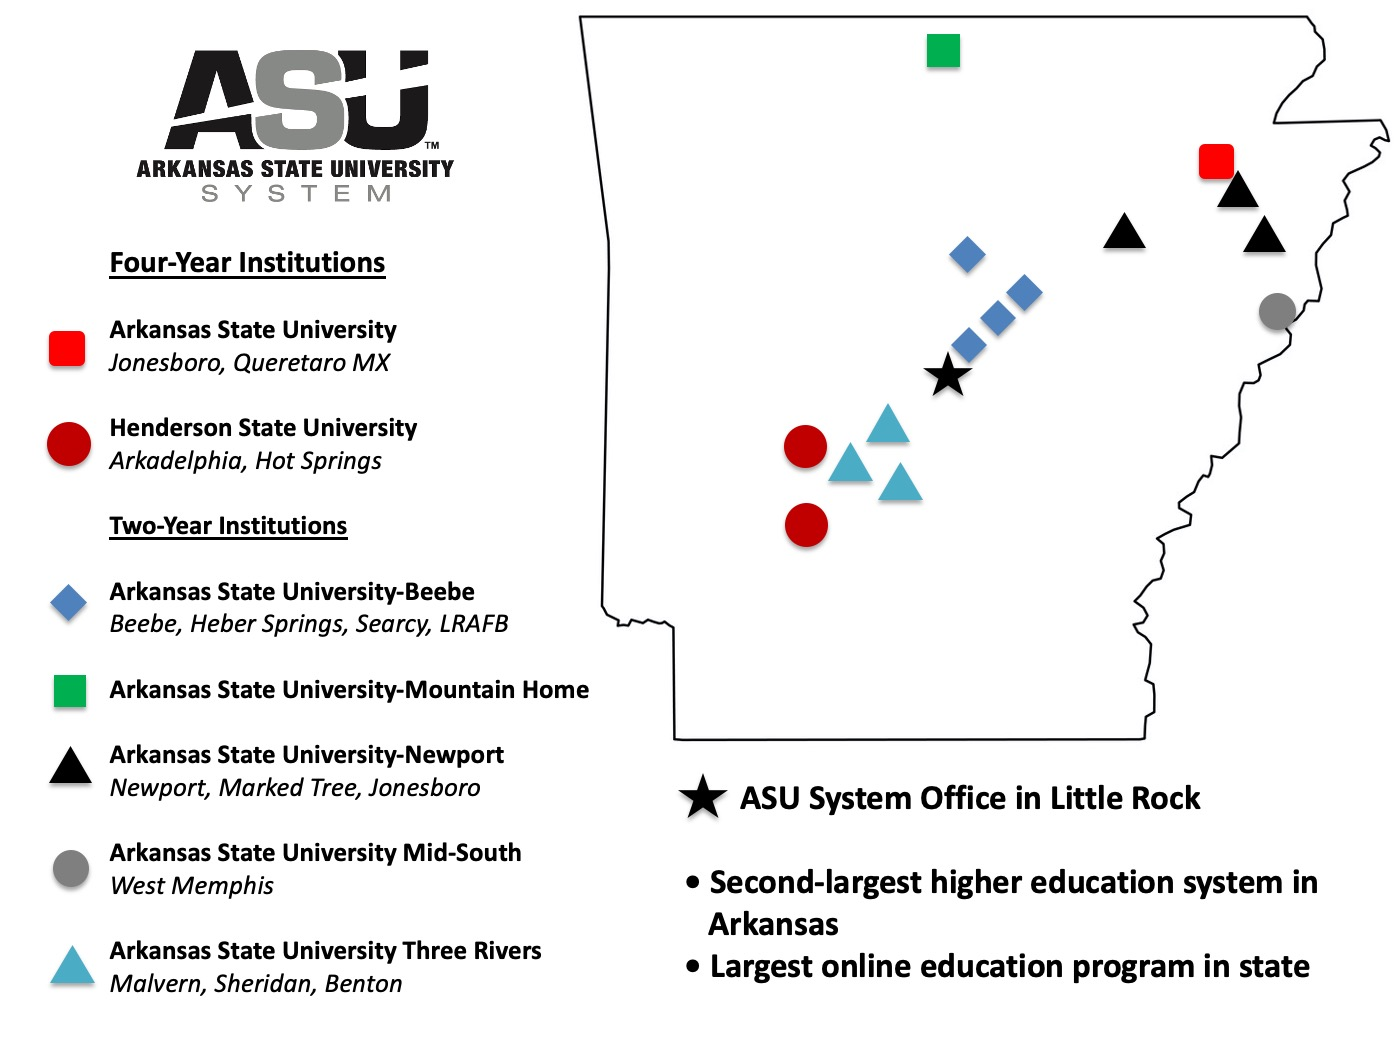 ASU™
ARKANSAS STATE UNIVERSITY
SYSTEM
Four-Year Institutions
Arkansas State University
Jonesboro, Queretaro MX
Henderson State University
Arkadelphia, Hot Springs
Two-Year Institutions
Arkansas State University-Beebe
Beebe, Heber Springs, Searcy, LRAFB
Arkansas State University-Mountain Home
Arkansas State University-Newport
Newport, Marked Tree, Jonesboro
Arkansas State University Mid-South
West Memphis
Arkansas State University Three Rivers
Malvern, Sheridan, Benton
ASU System Office in Little Rock
• Second-largest higher education system in
Arkansas
• Largest online education program in state